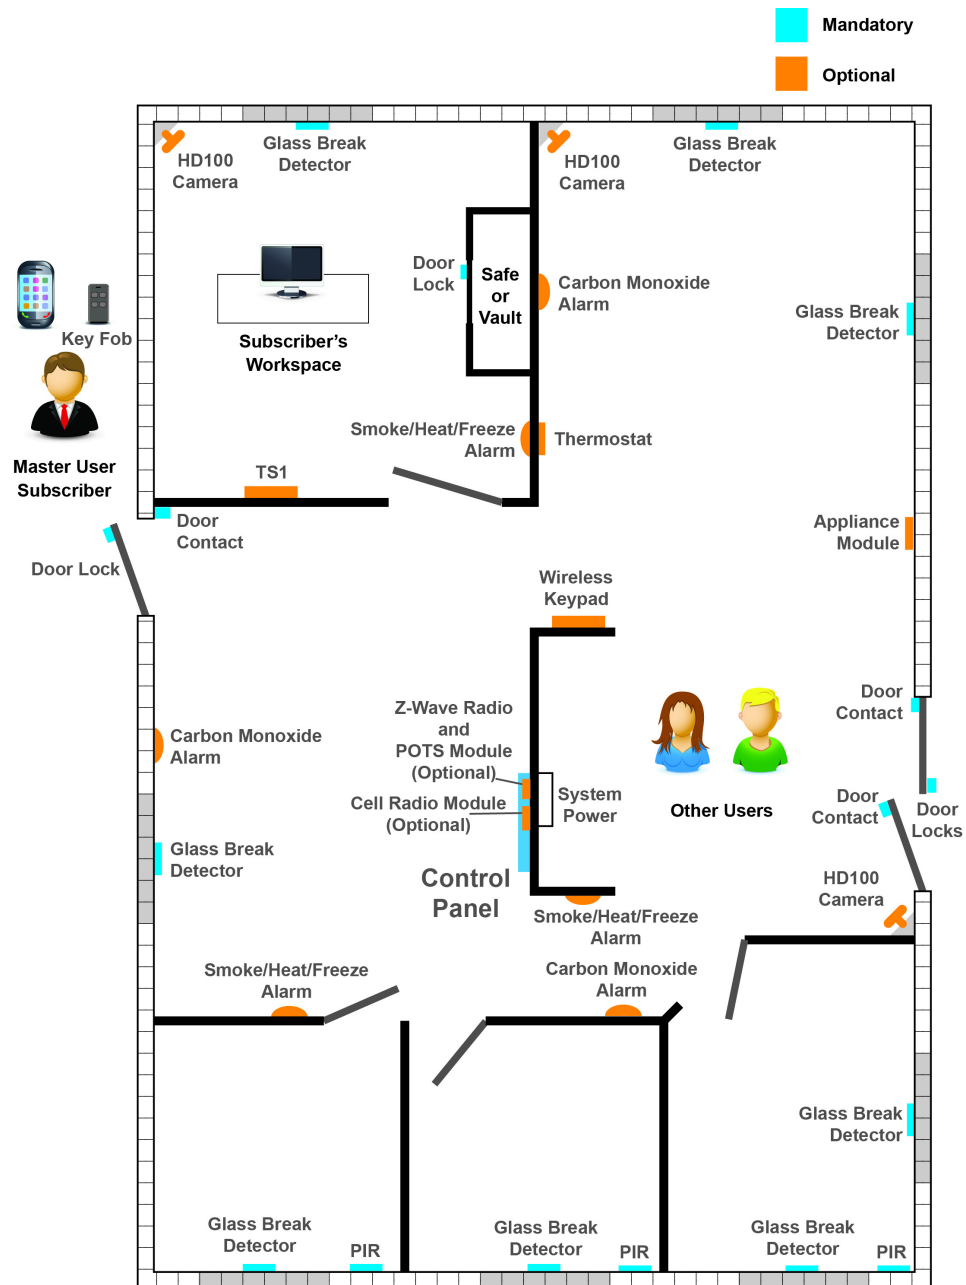 Mandatory
Optional
Glass Break
Detector
HD100
Camera
Glass Break
Detector
HD100
Camera
Door
Lock
Safe
or
Vault
Carbon Monoxide
Alarm
Glass Break
Detector
Key Fob
Subscriber's
Workspace
Master User
Subscriber
Smoke/Heat/Freeze
Alarm
Thermostat
TS1
Door
Contact
Appliance
Module
Door Lock
Wireless
Keypad
Z-Wave Radio
and
POTS Module
(Optional)
Cell Radio Module
(Optional)
System
Power
Control
Panel
Other Users
Door
Contact
Door
Contact
Door
Locks
Carbon Monoxide
Alarm
Glass Break
Detector
HD100
Camera
Smoke/Heat/Freeze
Alarm
Smoke/Heat/Freeze
Alarm
Carbon Monoxide
Alarm
Glass Break
Detector
Glass Break
Detector
PIR
Glass Break
Detector
PIR
Glass Break
Detector
PIR